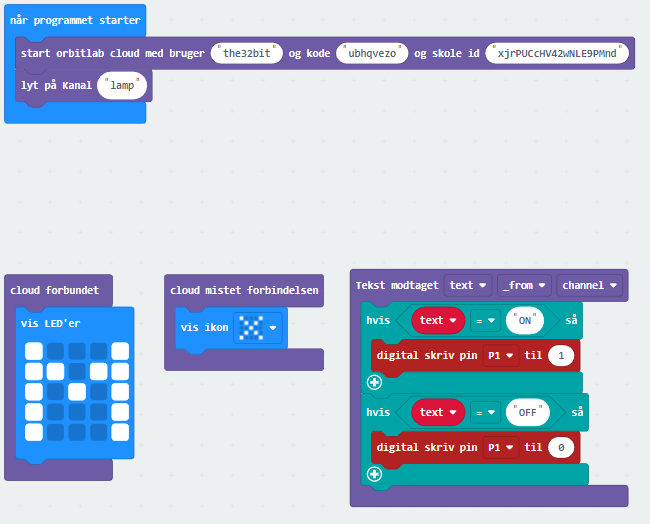 når programmet starter
start orbitlab cloud med bruger "the32bit" og kode "ubhqvezo" og skole id "xjrPUCcHV42wNLE9PMnd"
lyt på Kanal "lamp"
cloud forbundet
vis LED'er
cloud mistet forbindelsen
vis ikon
Tekst modtaget text _from channel
hvis text = "ON" så
digital skriv pin P1 til 1
hvis text = "OFF" så
digital skriv pin P1 til 0